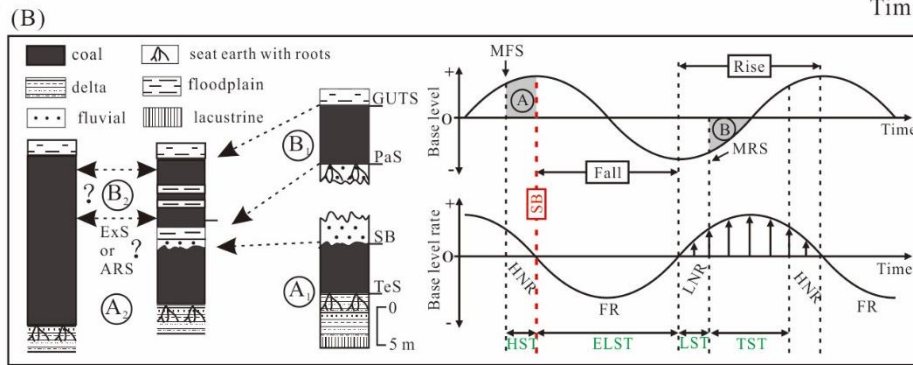 (B)
Tim
coal
seat earth with roots
delta
floodplain
fluvial
lacustrine
GUTS
B1
PaS
SB
TeS
A1
0
5 m
?
B2
ExS
or
ARS
?
A2
MFS
Rise
+
0
-
Base level
A
B
MRS
Time
Fall
SB
+
0
-
Base level rate
HNR
FR
LNR
HNR
FR
Time
HST
ELST
LST
TST